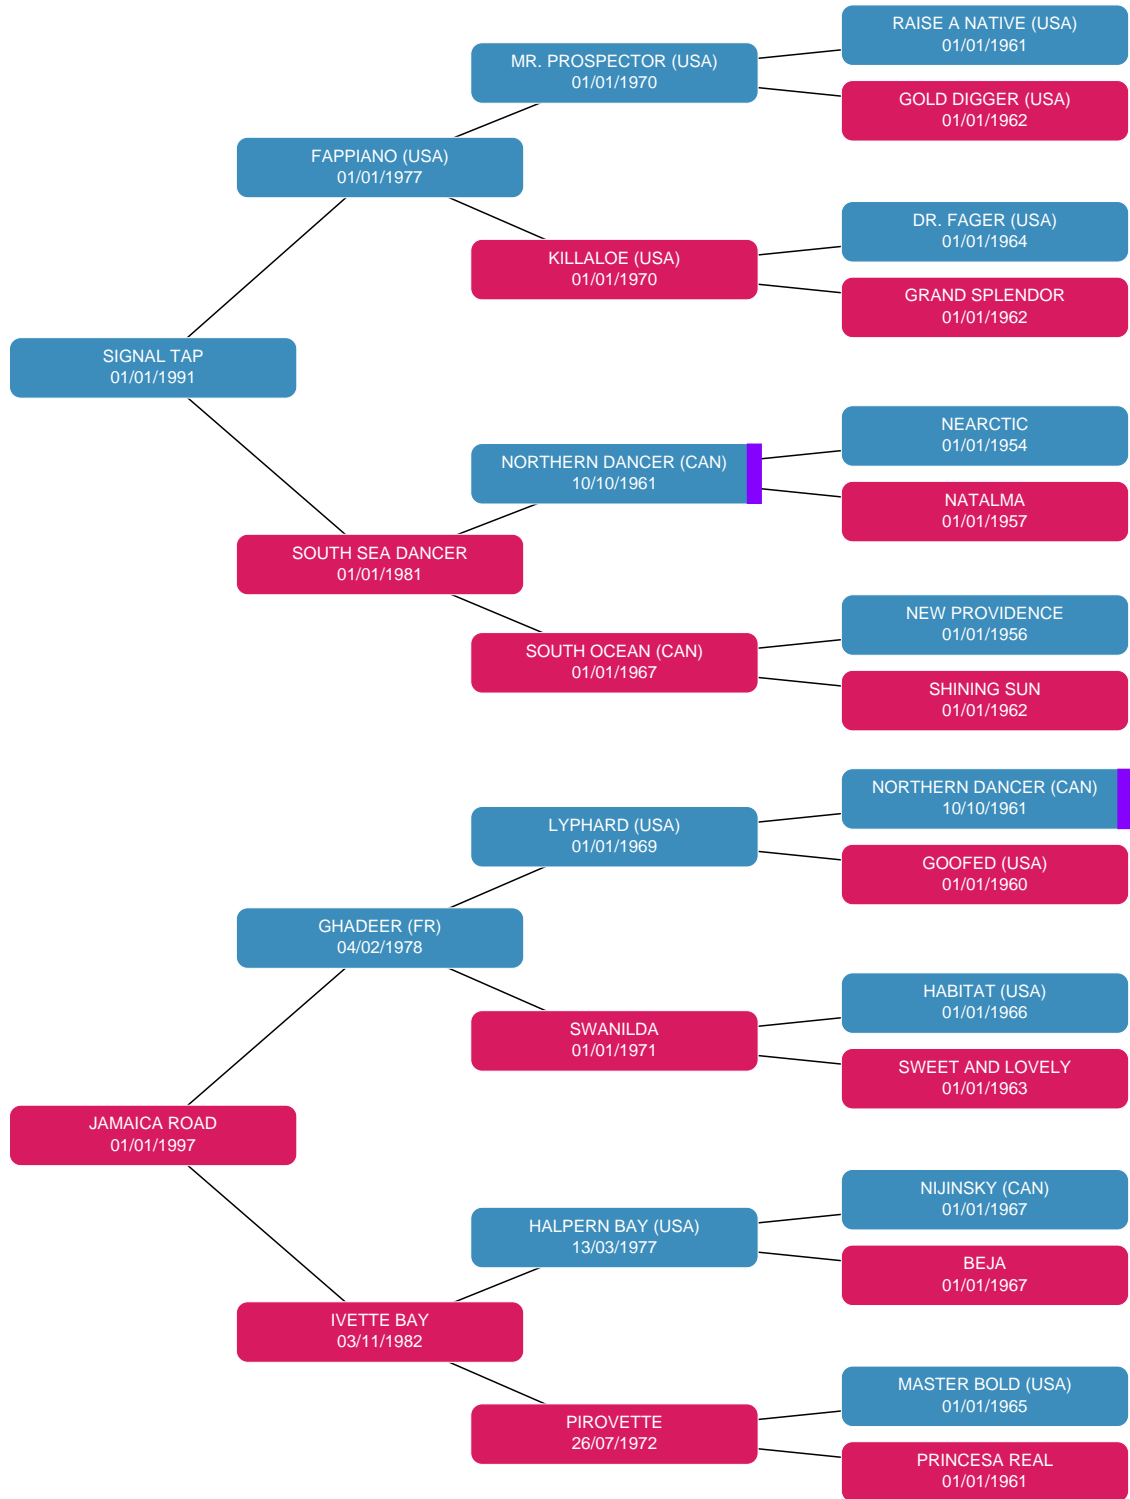 RAISE A NATIVE (USA)
01/01/1961
MR. PROSPECTOR (USA)
01/01/1970
GOLD DIGGER (USA)
01/01/1962
FAPPIANO (USA)
01/01/1977
DR. FAGER (USA)
01/01/1964
KILLALOE (USA)
01/01/1970
GRAND SPLENDOR
01/01/1962
SIGNAL TAP
01/01/1991
NEARCTIC
01/01/1954
NORTHERN DANCER (CAN)
10/10/1961
NATALMA
01/01/1957
SOUTH SEA DANCER
01/01/1981
NEW PROVIDENCE
01/01/1956
SOUTH OCEAN (CAN)
01/01/1967
SHINING SUN
01/01/1962
NORTHERN DANCER (CAN)
10/10/1961
LYPHARD (USA)
01/01/1969
GOOFED (USA)
01/01/1960
GHADEER (FR)
04/02/1978
HABITAT (USA)
01/01/1966
SWANILDA
01/01/1971
SWEET AND LOVELY
01/01/1963
JAMAICA ROAD
01/01/1997
NIJINSKY (CAN)
01/01/1967
HALPERN BAY (USA)
13/03/1977
BEJA
01/01/1967
IVETTE BAY
03/11/1982
MASTER BOLD (USA)
01/01/1965
PIROVETTE
26/07/1972
PRINCESA REAL
01/01/1961